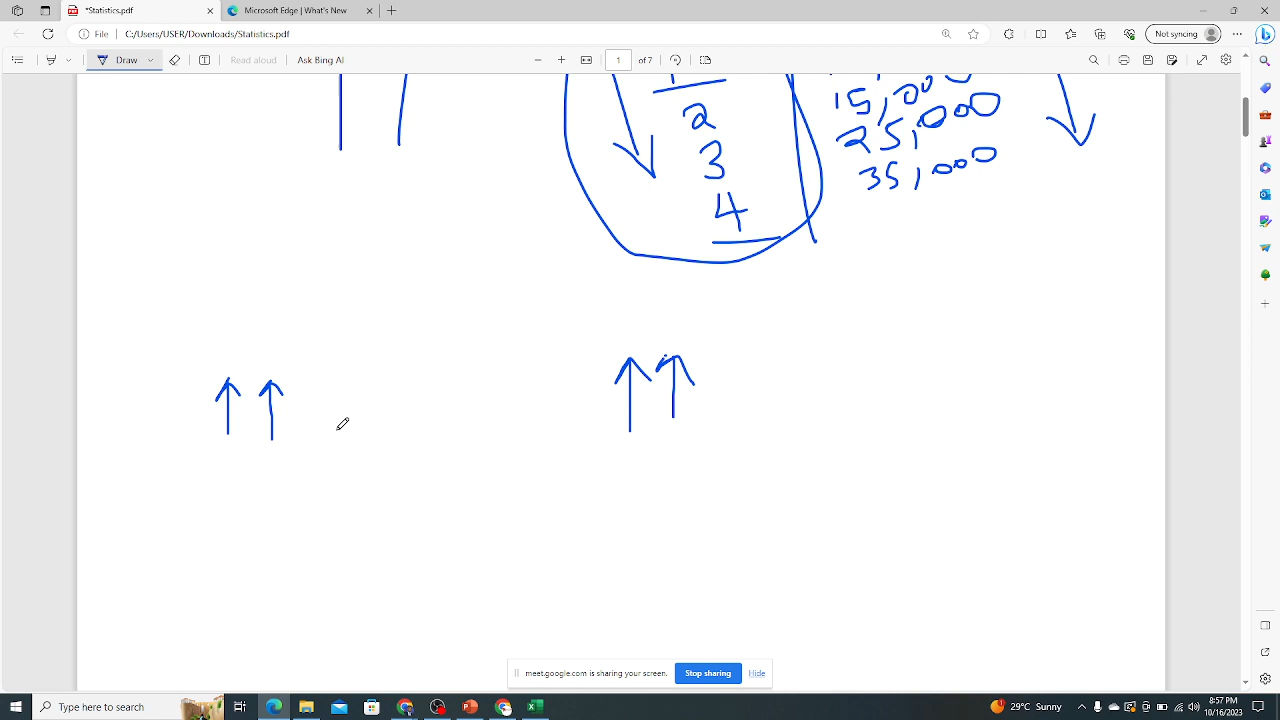 *Statistics.pdf
Microsoft Edge | What's New
File C:/Users/USER/Downloads/Statistics.pdf
Not syncing
Draw
Read aloud
Ask Bing AI
1 of 7
15,000
2 25,000
3 35,000
4
meet.google.com is sharing your screen. Stop sharing Hide
Type here to search
29°C Sunny
8:57 PM
10/16/2023